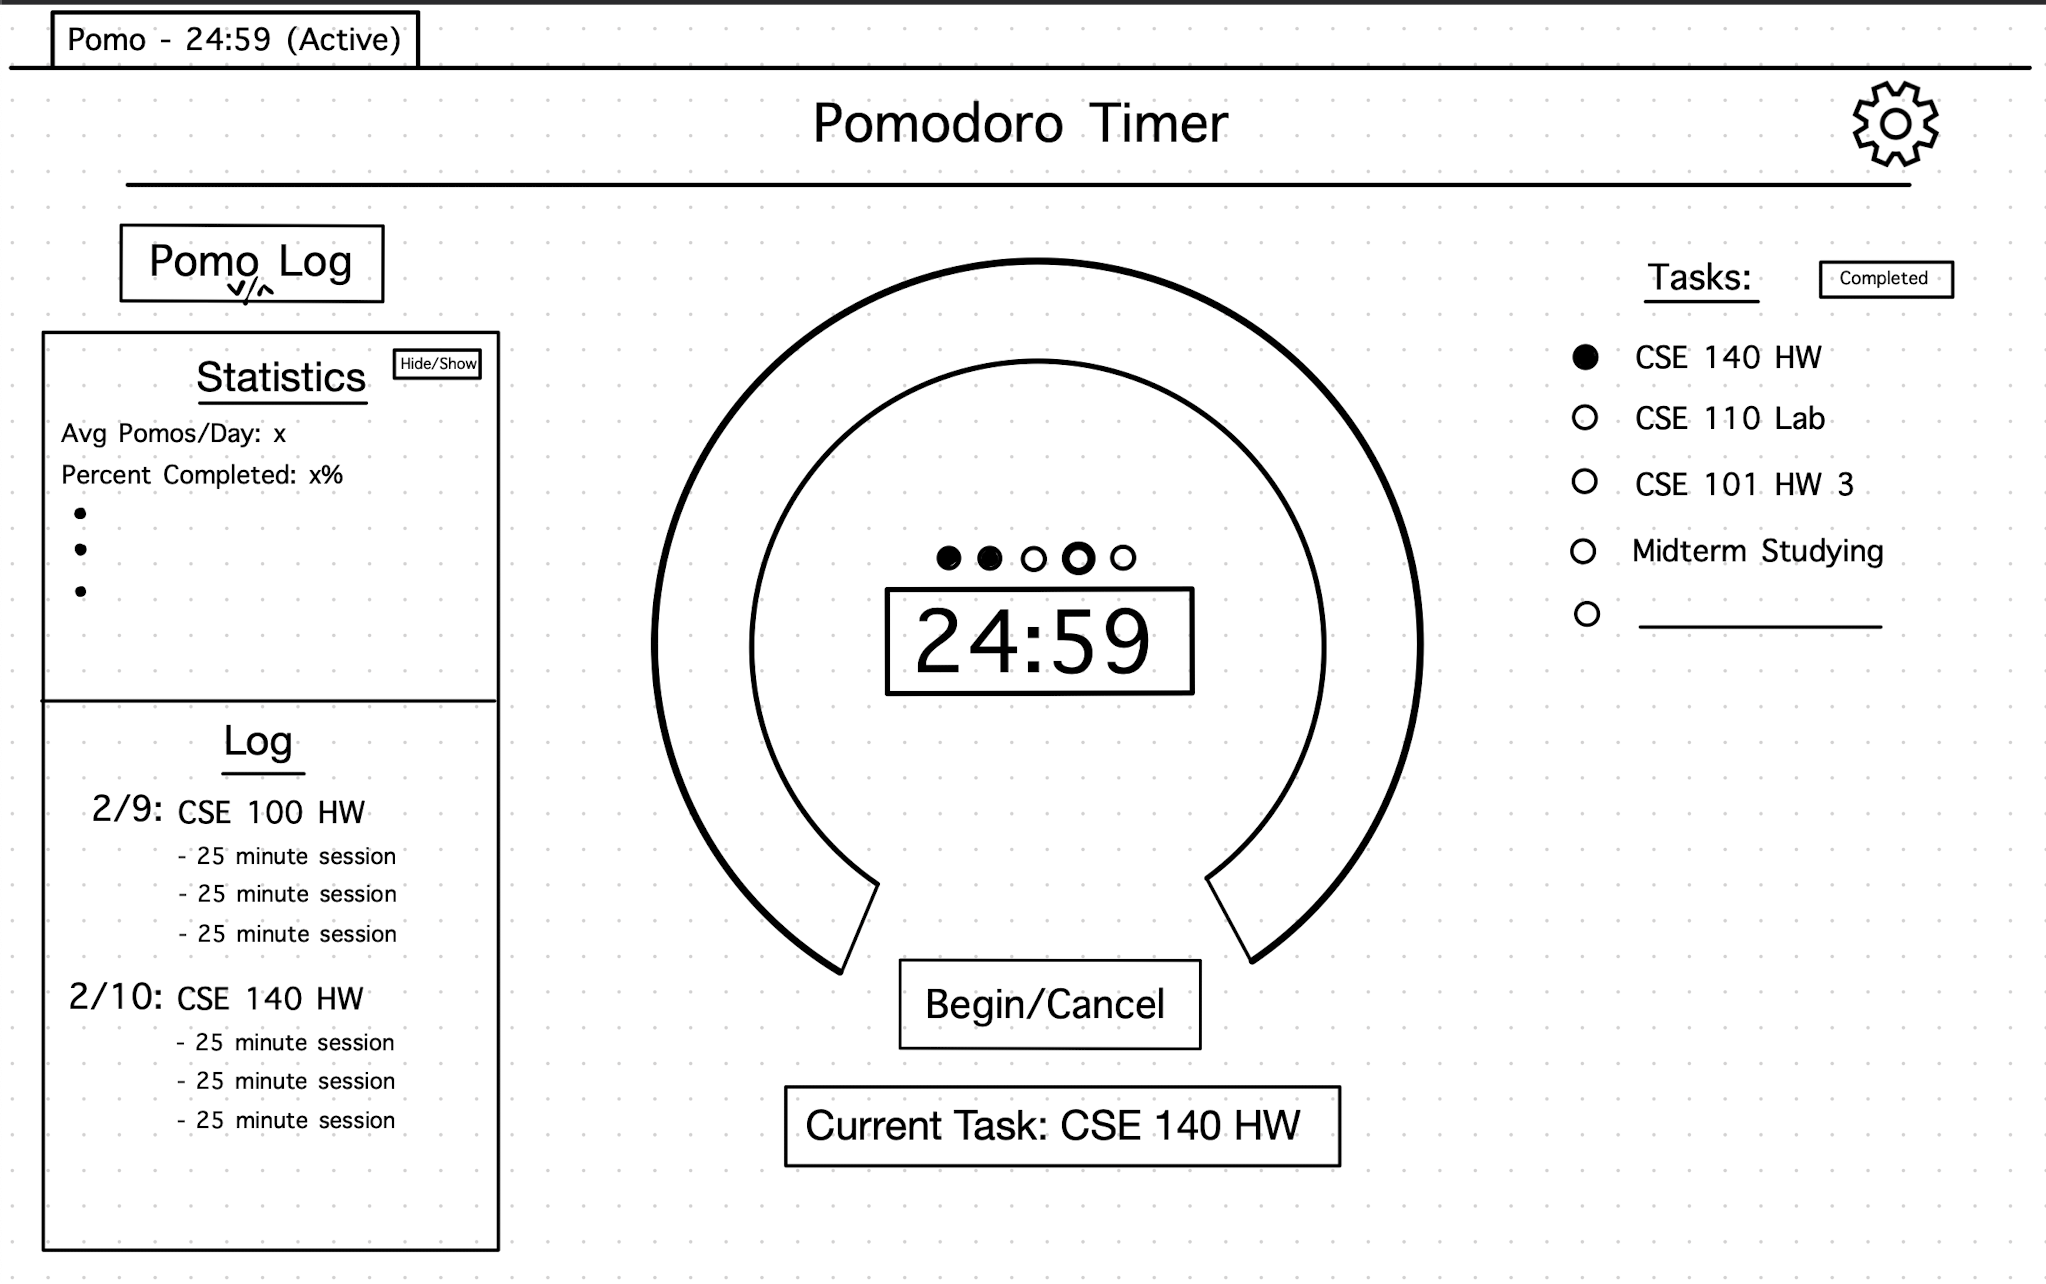 Pomo - 24:59 (Active)
Pomodoro Timer
Pomo Log
v/^
Statistics
Hide/Show
Avg Pomos/Day: x
Percent Completed: x%
Log
2/9: CSE 100 HW
- 25 minute session
- 25 minute session
- 25 minute session
2/10: CSE 140 HW
- 25 minute session
- 25 minute session
- 25 minute session
24:59
Begin/Cancel
Current Task: CSE 140 HW
Tasks:
Completed
CSE 140 HW
CSE 110 Lab
CSE 101 HW 3
Midterm Studying